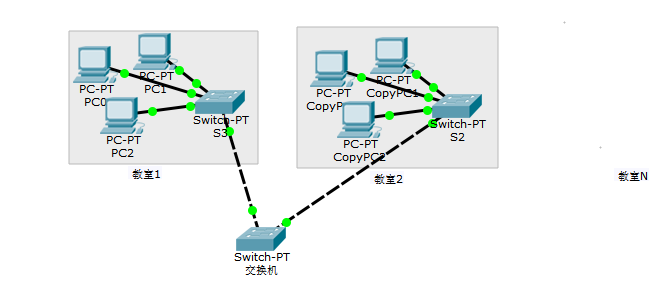 PC-PT
PC0
PC-PT
PC1
PC-PT
PC2
Switch-PT
S3
教室1
PC-PT
PC-PT
CopyPC1
PC-PT
CopyPC2
Switch-PT
S2
教室2
教室N
Switch-PT
交换机